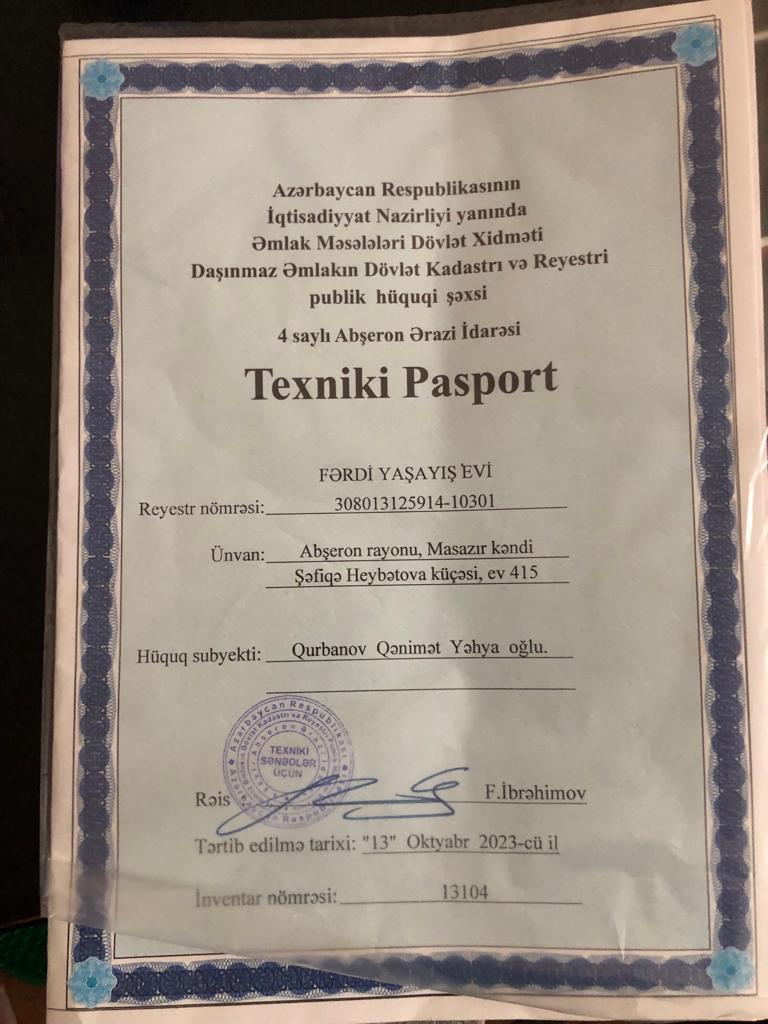 Azərbaycan Respublikasının
İqtisadiyyat Nazirliyi yanında
Əmlak Məsələləri Dövlət Xidməti
Daşınmaz Əmlakın Dövlət Kadastrı və Reyestri
publik hüquqi şəxsi
4 saylı Abşeron Ərazi İdarəsi
Texniki Pasport
FƏRDİ YAŞAYIŞ EVİ
Reyestr nömrəsi: 308013125914-10301
Ünvan: Abşeron rayonu, Masazır kəndi
Şəfiqə Heybətova küçəsi, ev 415
Hüquq subyekti: Qurbanov Qənimət Yəhya oğlu.
Azərbaycan Respublikası
TEXNİKİ
SƏNƏDLƏR
ÜÇÜN
Rəis F.İbrəhimov
Tərtib edilmə tarixi: "13" Oktyabr 2023-cü il
İnventar nömrəsi: 13104